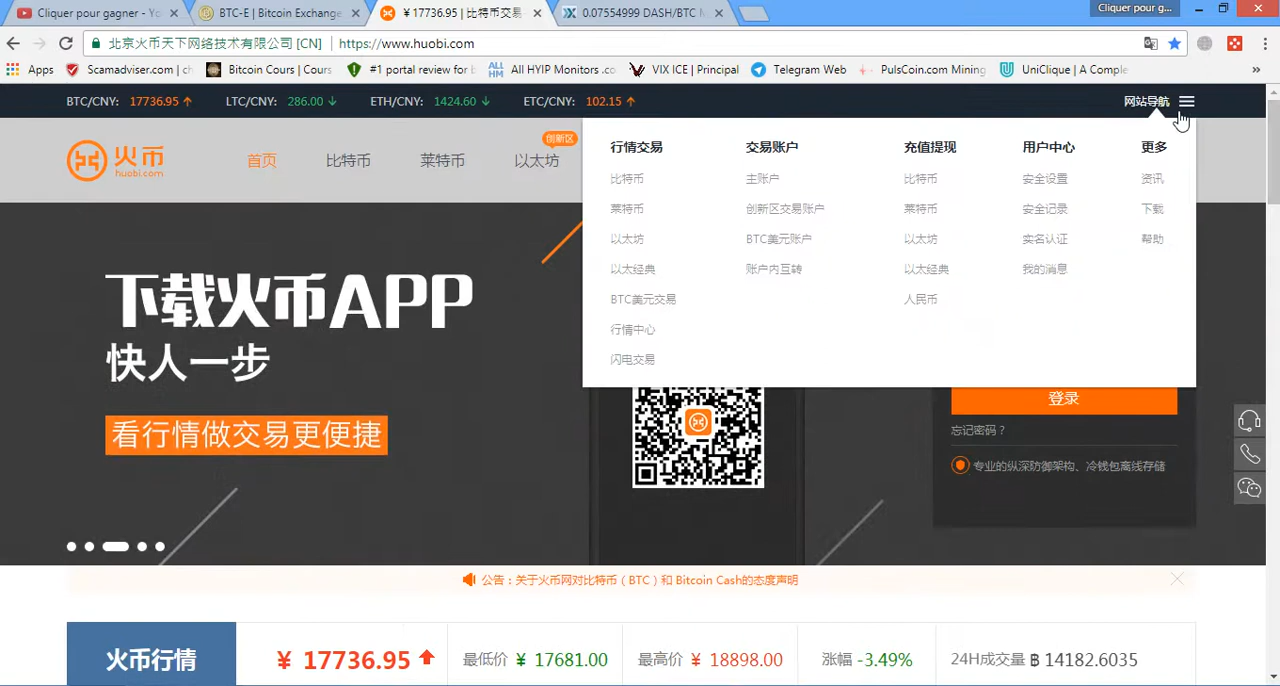 Cliquer pour gagner - Yo
BTC-E | Bitcoin Exchange
¥17736.95 | 比特币交易
0.07554999 DASH/BTC M
Cliquer pour g...
北京火币天下网络技术有限公司 [CN]
https://www.huobi.com
Apps
Scamadviser.com | ch
Bitcoin Cours | Cours
#1 portal review for b
ALL HM
All HYIP Monitors .co
VIX ICE | Principal
Telegram Web
PulsCoin.com Mining
UniClique | A Comple
»
BTC/CNY: 17736.95 ↑
LTC/CNY: 286.00 ↓
ETH/CNY: 1424.60 ↓
ETC/CNY: 102.15 ↑
网站导航
火币
huobi.com
首页
比特币
莱特币
以太坊
创新区
行情交易
比特币
莱特币
以太坊
以太经典
BTC美元交易
行情中心
闪电交易
交易账户
主账户
创新区交易账户
BTC美元账户
账户内互转
充值提现
比特币
莱特币
以太坊
以太经典
人民币
用户中心
安全设置
安全记录
实名认证
我的消息
更多
资讯
下载
帮助
下载火币APP
快人一步
看行情做交易更便捷
登录
忘记密码？
专业的纵深防御架构、冷钱包离线存储
公告：关于火币网对比特币（BTC）和 Bitcoin Cash的态度声明
火币行情
¥ 17736.95
最低价 ¥ 17681.00
最高价 ¥ 18898.00
涨幅 -3.49%
24H成交量 ฿ 14182.6035